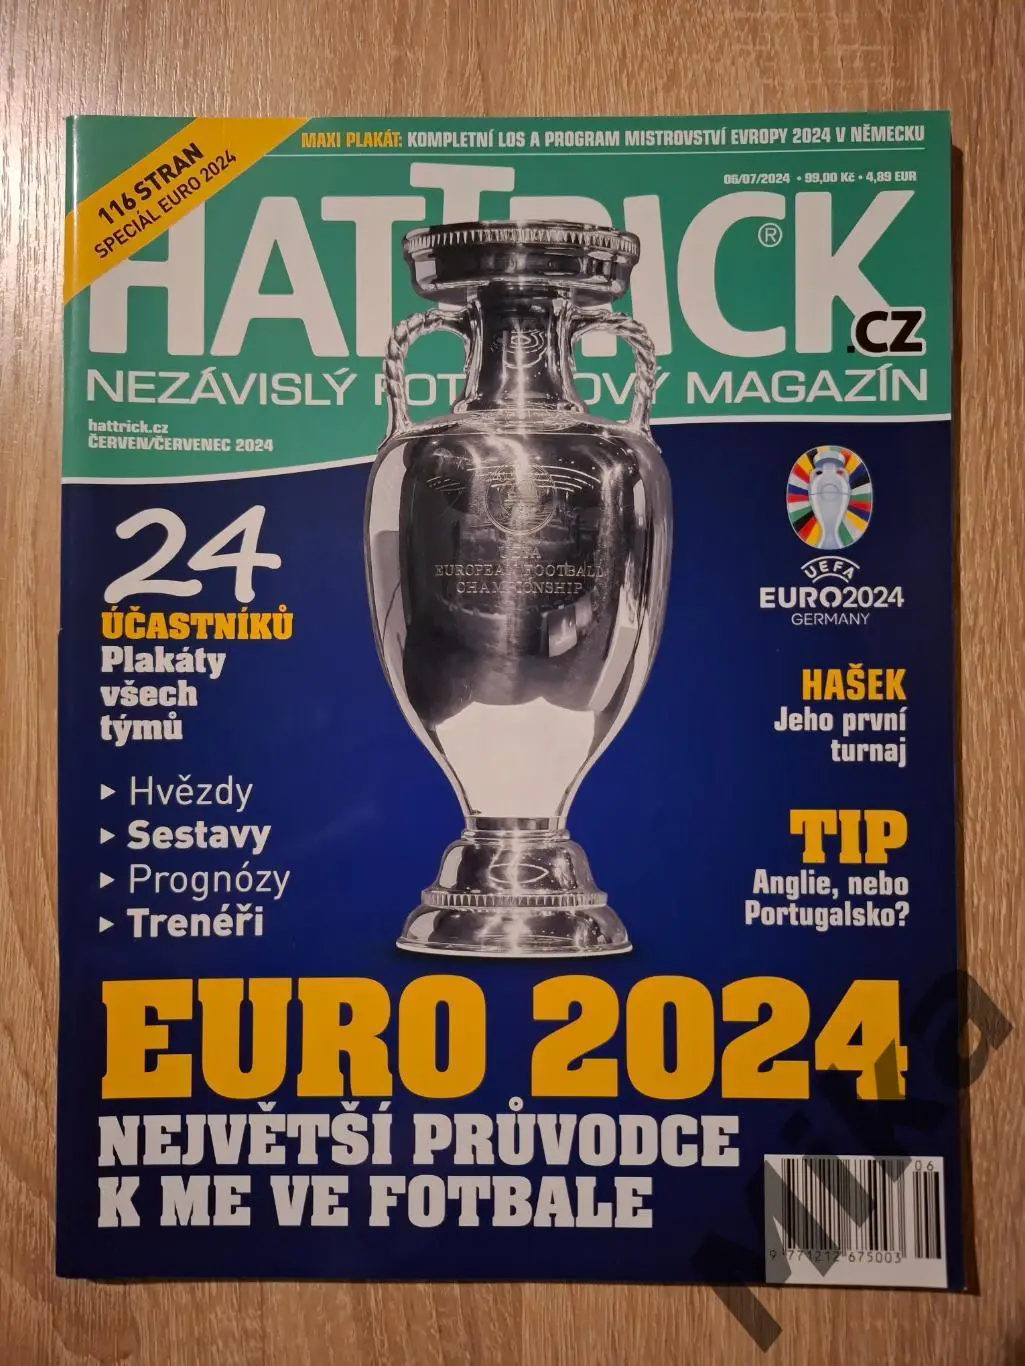 MAXI PLAKÁT: KOMPLETNÍ LOS A PROGRAM MISTROVSTVÍ EVROPY 2024 V NĚMECKU
116 STRAN
SPECIÁL EURO 2024
06/07/2024 • 99,00 Kč • 4,89 EUR
HATTRICK®
.CZ
NEZÁVISLÝ FOTBALOVÝ MAGAZÍN
hattrick.cz
ČERVEN/ČERVENEC 2024
24
ÚČASTNÍKŮ
Plakáty
všech
týmů
Hvězdy
Sestavy
Prognózy
Trenéři
UEFA
EUROPEAN FOOTBALL
CHAMPIONSHIP
UEFA
EURO2024
GERMANY
HAŠEK
Jeho první
turnaj
TIP
Anglie, nebo
Portugalsko?
EURO 2024
NEJVĚTŠÍ PRŮVODCE
K ME VE FOTBALE
06
9 771212 675003
Mika